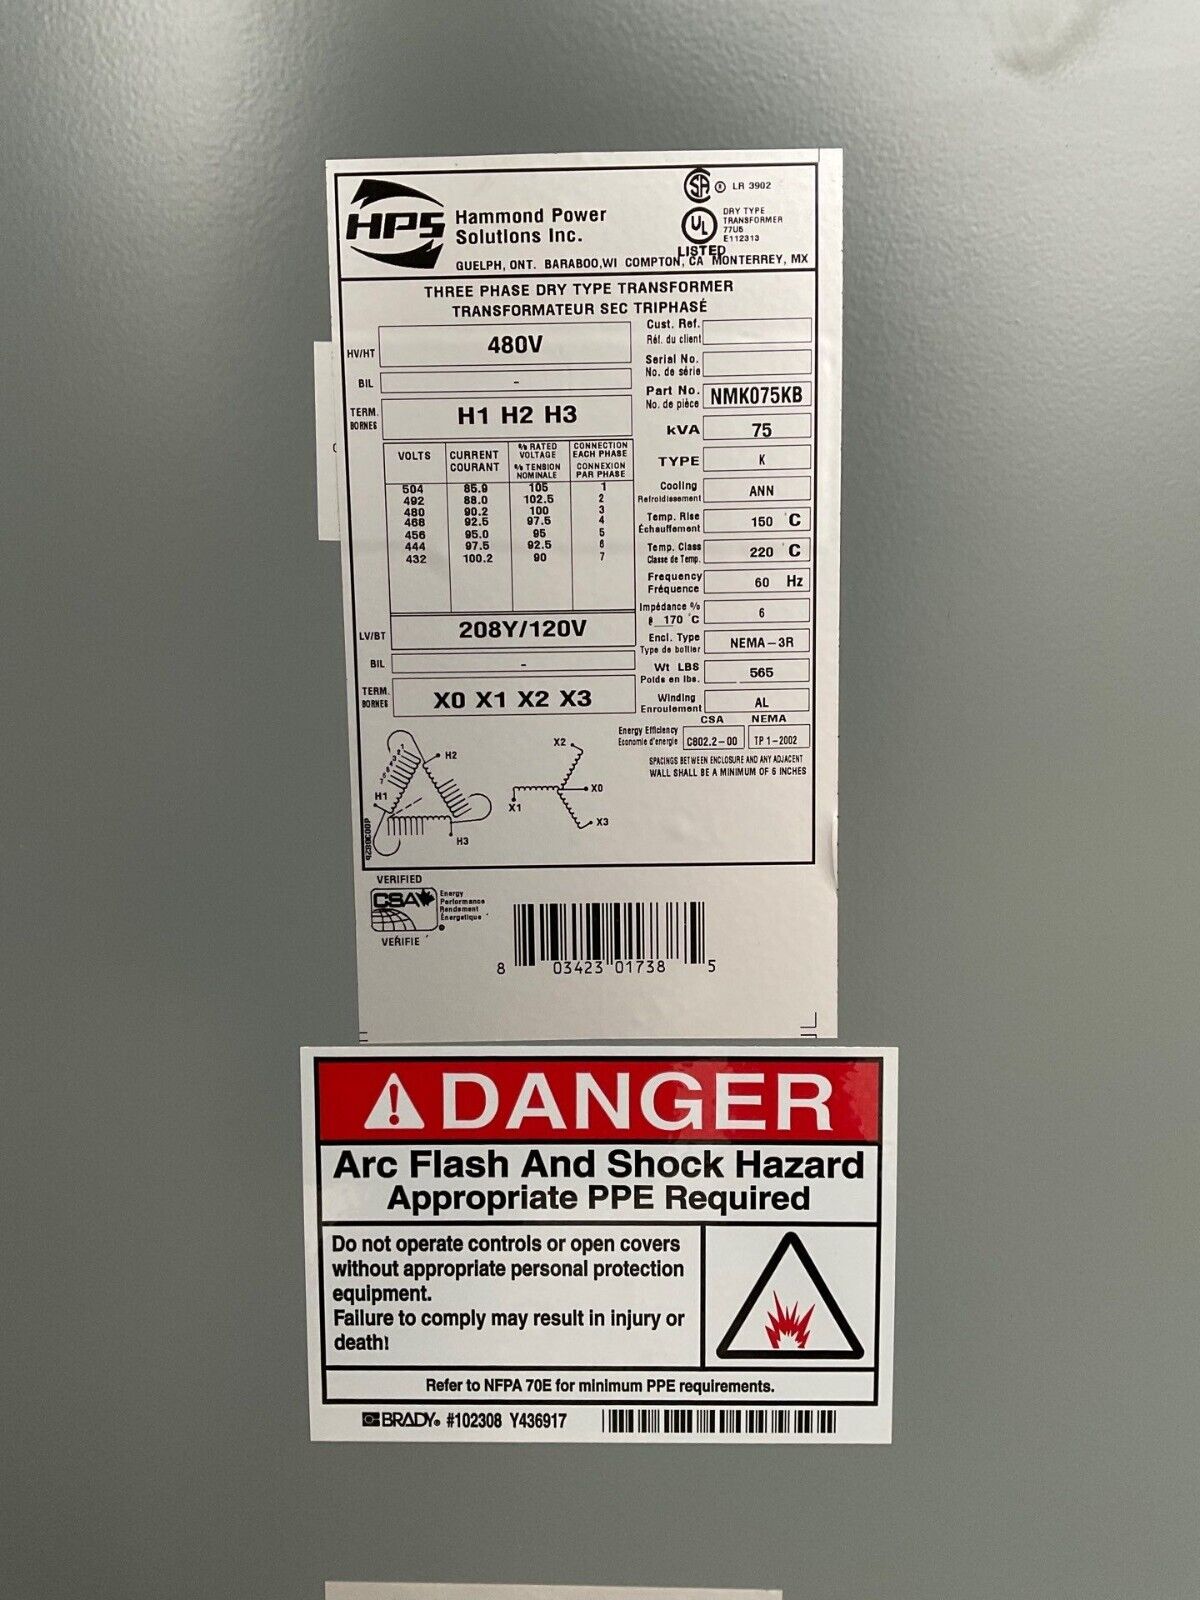 HPS
Hammond Power
Solutions Inc.
LR 3902
UL
DRY TYPE
TRANSFORMER
77U5
E112313
LISTED
GUELPH, ONT. BARABOO,WI COMPTON, CA MONTERREY, MX
THREE PHASE DRY TYPE TRANSFORMER
TRANSFORMATEUR SEC TRIPHASÉ
HV/HT 480V
BIL -
TERM. BORNES H1 H2 H3
VOLTS CURRENT COURANT % RATED VOLTAGE % TENSION NOMINALE CONNECTION EACH PHASE CONNEXION PAR PHASE
504 85.9 105 1
492 88.0 102.5 2
480 90.2 100 3
468 92.5 97.5 4
456 95.0 95 5
444 97.5 92.5 6
432 100.2 90 7
LV/BT 208Y/120V
BIL -
TERM. BORNES X0 X1 X2 X3
Cust. Ref.
Réf. du client
Serial No.
No. de série
Part No.
No. de pièce
NMK075KB
kVA 75
TYPE K
Cooling
Refroidissement
ANN
Temp. Rise
Échauffement
150 °C
Temp. Class
Classe de Temp.
220 °C
Frequency
Fréquence
60 Hz
Impédance %
@ 170 °C
6
Encl. Type
Type de boîtier
NEMA-3R
Wt LBS
Poids en lbs.
565
Winding
Enroulement
AL
CSA NEMA
Energy Efficiency
Économie d'énergie
C802.2-00 TP 1-2002
SPACINGS BETWEEN ENCLOSURE AND ANY ADJACENT
WALL SHALL BE A MINIMUM OF 6 INCHES
H1
H2
H3
X2
X0
X1
X3
VERIFIED
CSA
Energy
Performance
Rendement
Énergetique
VERIFIE
8 03423 01738 5
DANGER
Arc Flash And Shock Hazard
Appropriate PPE Required
Do not operate controls or open covers
without appropriate personal protection
equipment.
Failure to comply may result in injury or
death!
Refer to NFPA 70E for minimum PPE requirements.
BRADY® #102308 Y436917